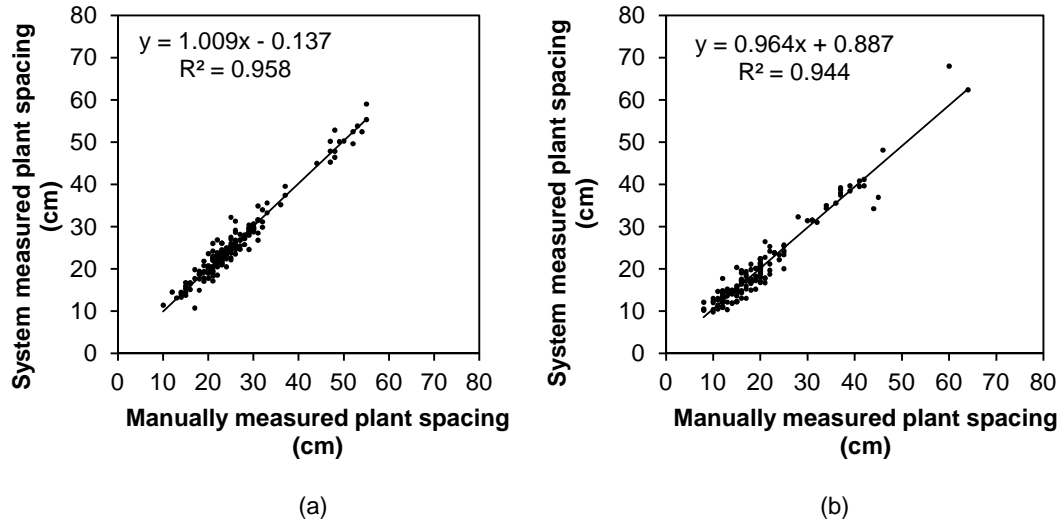 80
70
60
50
40
30
20
10
0
System measured plant spacing
(cm)
y = 1.009x - 0.137
R² = 0.958
0 10 20 30 40 50 60 70 80
Manually measured plant spacing
(cm)
(a)
80
70
60
50
40
30
20
10
0
System measured plant spacing
(cm)
y = 0.964x + 0.887
R² = 0.944
0 10 20 30 40 50 60 70 80
Manually measured plant spacing
(cm)
(b)